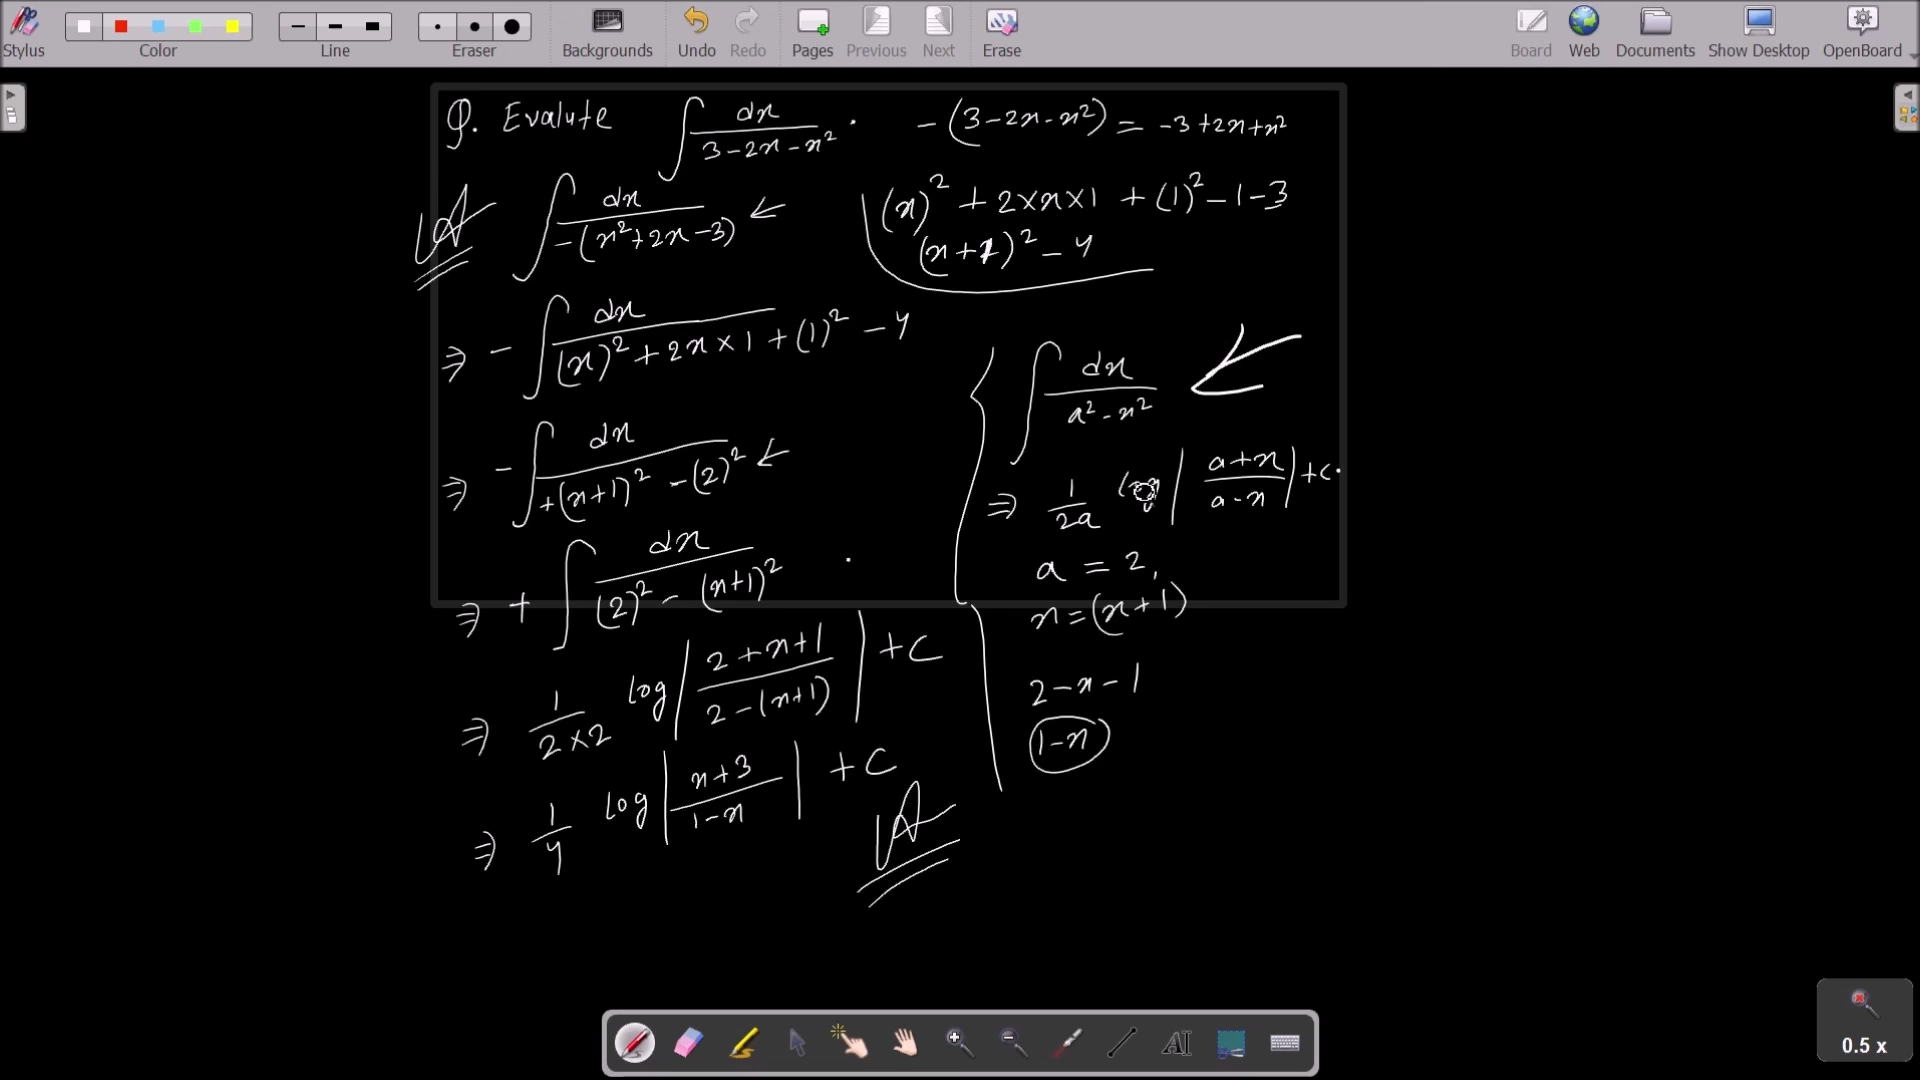 Stylus Color Line Eraser Backgrounds Undo Redo Pages Previous Next Erase Board Web Documents Show Desktop OpenBoard
Q. Evalute ∫ dx / (3-2x-x²) .
-(3-2x-x²) = -3+2x+x²
(x)² + 2×x×1 + (1)² -1-3
(x+1)² - 4
∫ dx / -(x²+2x-3) ←
⇒ - ∫ dx / (x)²+2x×1+(1)² - 4
⇒ - ∫ dx / +(x+1)² - (2)² ←
⇒ + ∫ dx / (2)² - (x+1)² .
⇒ 1/(2×2) log | (2+x+1) / (2-(x+1)) | + C
⇒ 1/4 log | (x+3) / (1-x) | + C
∫ dx / (a²-x²)
⇒ 1/2a log | (a+x) / (a-x) | + c.
a = 2,
x = (x+1)
2-x-1
1-x
AI
0.5 x